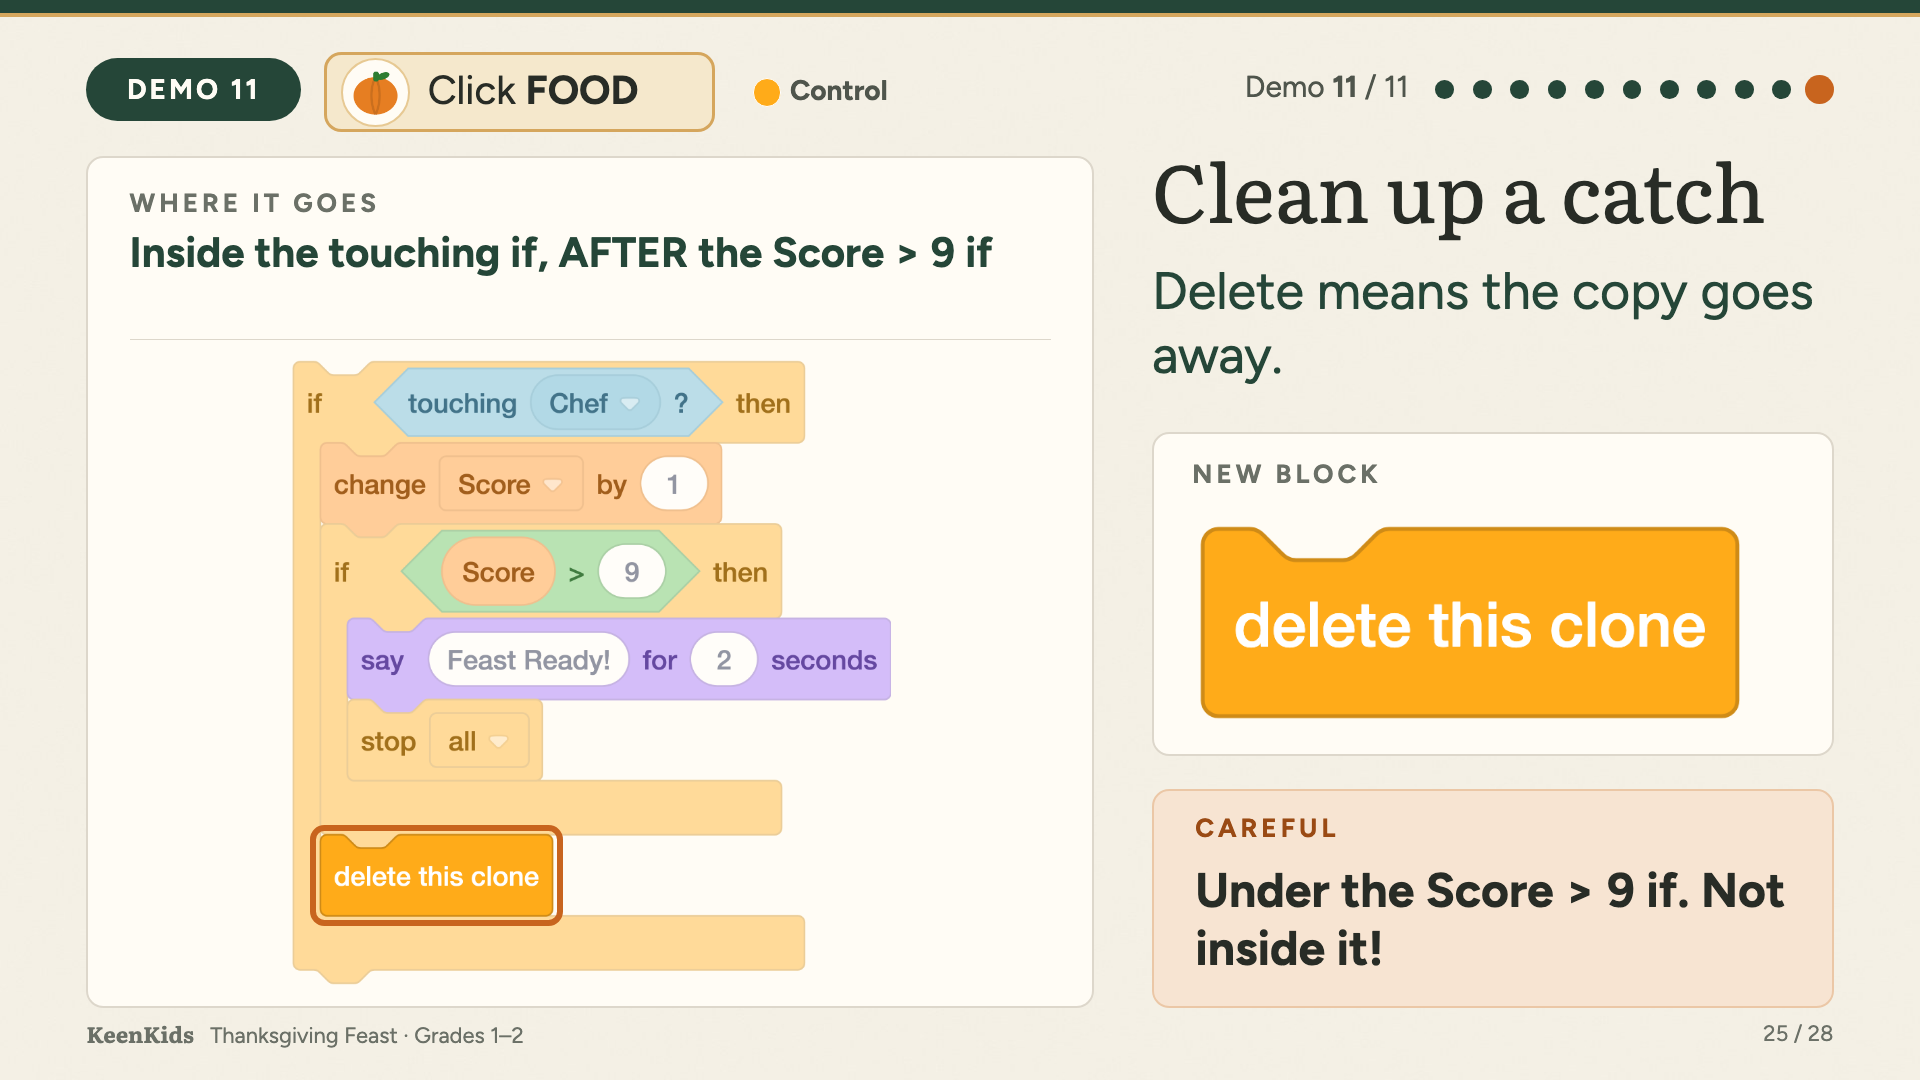 DEMO 11
Click FOOD
Control
Demo 11 / 11
WHERE IT GOES
Inside the touching if, AFTER the Score > 9 if
if touching Chef ? then
change Score by 1
if Score > 9 then
say Feast Ready! for 2 seconds
stop all
delete this clone
Clean up a catch
Delete means the copy goes
away.
NEW BLOCK
delete this clone
CAREFUL
Under the Score > 9 if. Not
inside it!
KeenKids Thanksgiving Feast · Grades 1–2
25 / 28